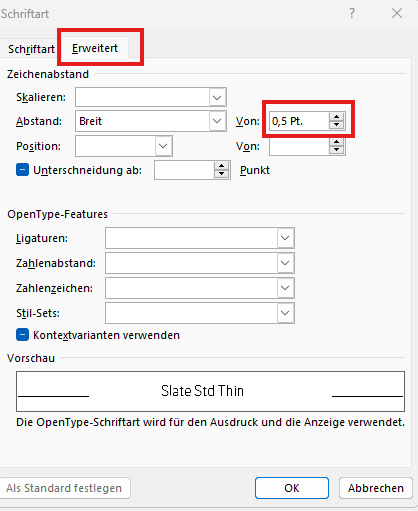 Schriftart ? ×
Schriftart Erweitert
Zeichenabstand
Skalieren:
Abstand: Breit Von: 0,5 Pt.
Position: Von:
Unterschneidung ab: Punkt
OpenType-Features
Ligaturen:
Zahlenabstand:
Zahlenzeichen:
Stil-Sets:
Kontextvarianten verwenden
Vorschau
Slate Std Thin
Die OpenType-Schriftart wird für den Ausdruck und die Anzeige verwendet.
Als Standard festlegen OK Abbrechen